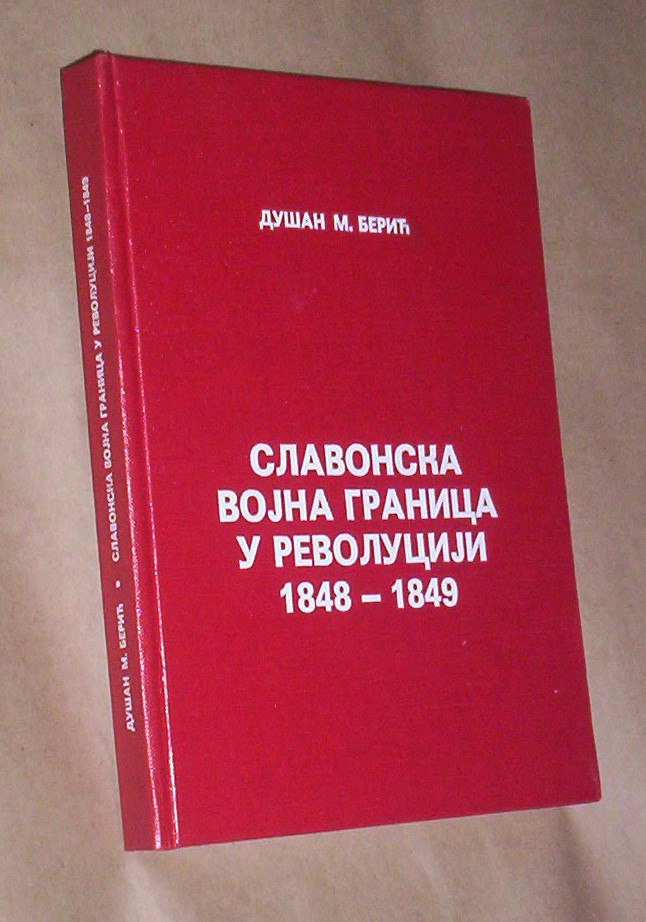 ДУШАН М. БЕРИЋ
СЛАВОНСКА
ВОЈНА ГРАНИЦА
У РЕВОЛУЦИЈИ
1848 – 1849
ДУШАН М. БЕРИЋ • СЛАВОНСКА ВОЈНА ГРАНИЦА У РЕВОЛУЦИЈИ 1848–1849